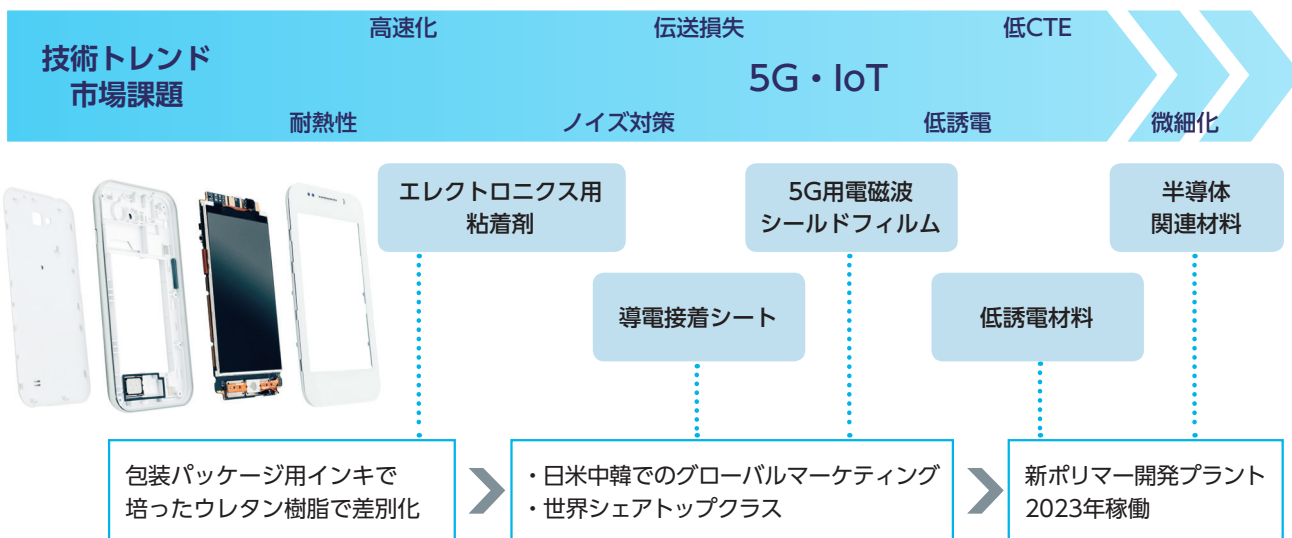 高速化
伝送損失
低CTE
技術トレンド
市場課題
5G・IoT
耐熱性
ノイズ対策
低誘電
微細化
エレクトロニクス用
粘着剤
5G用電磁波
シールドフィルム
半導体
関連材料
導電接着シート
低誘電材料
包装パッケージ用インキで
培ったウレタン樹脂で差別化
・日米中韓でのグローバルマーケティング
・世界シェアトップクラス
新ポリマー開発プラント
2023年稼働